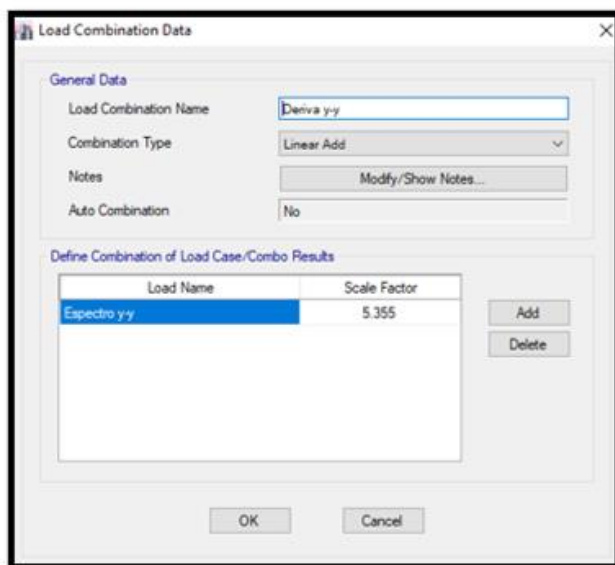 Load Combination Data
General Data
Load Combination Name Deriva y-y
Combination Type Linear Add
Notes Modify/Show Notes...
Auto Combination No
Define Combination of Load Case/Combo Results
Load Name Scale Factor
Espectro y-y 5.355
Add
Delete
OK Cancel